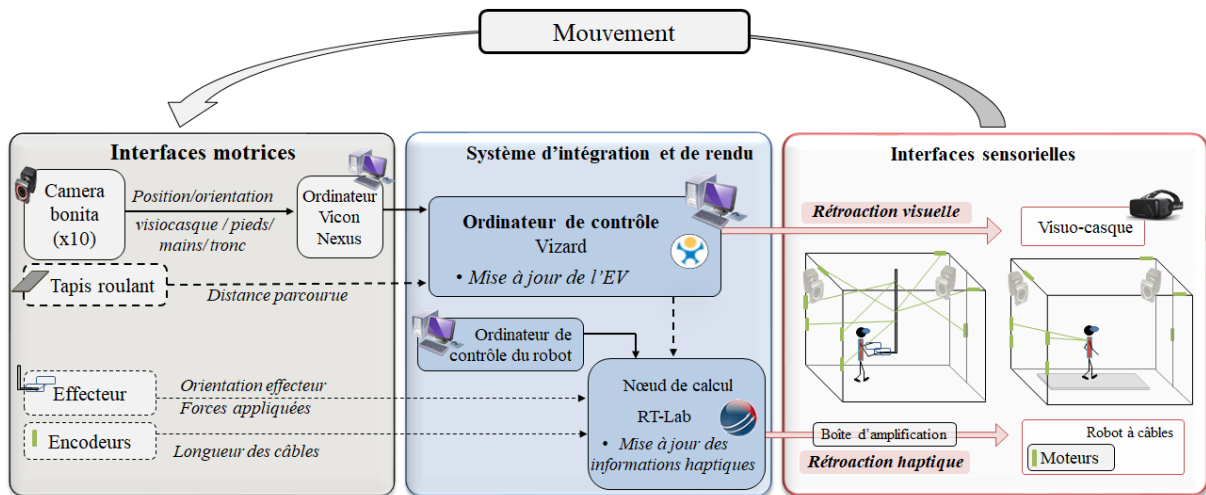 Mouvement
Interfaces motrices
Camera
bonita
(x10)
Position/orientation
visiocasque / pieds/
mains/ tronc
Ordinateur
Vicon
Nexus
Tapis roulant
Distance parcourue
Effecteur
Orientation effecteur
Forces appliquées
Encodeurs
Longueur des câbles
Système d'intégration et de rendu
Ordinateur de contrôle
Vizard
• Mise à jour de l'EV
Ordinateur de
contrôle du robot
Nœud de calcul
RT-Lab
• Mise à jour des
informations haptiques
Interfaces sensorielles
Rétroaction visuelle
Visuo-casque
Boîte d'amplification
Rétroaction haptique
Robot à câbles
Moteurs